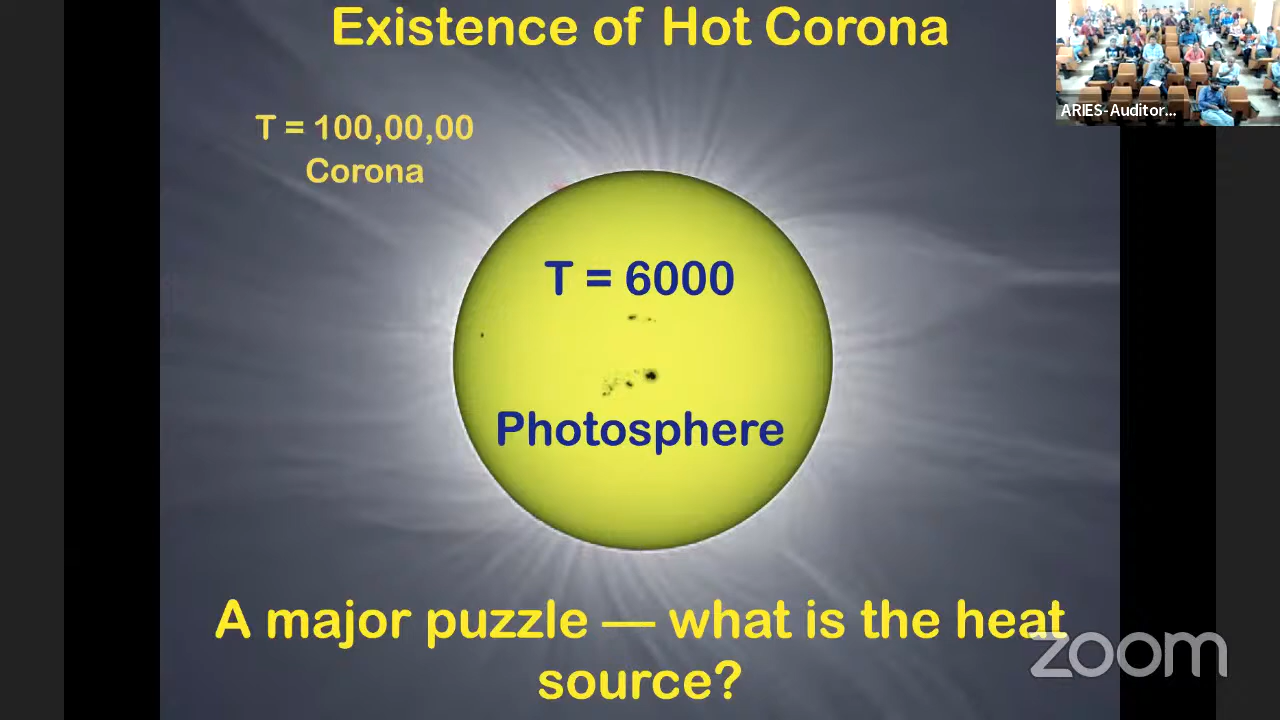 Existence of Hot Corona
ARIES-Auditor...
T = 100,00,00
Corona
T = 6000
Photosphere
A major puzzle — what is the heat
source?
zoom